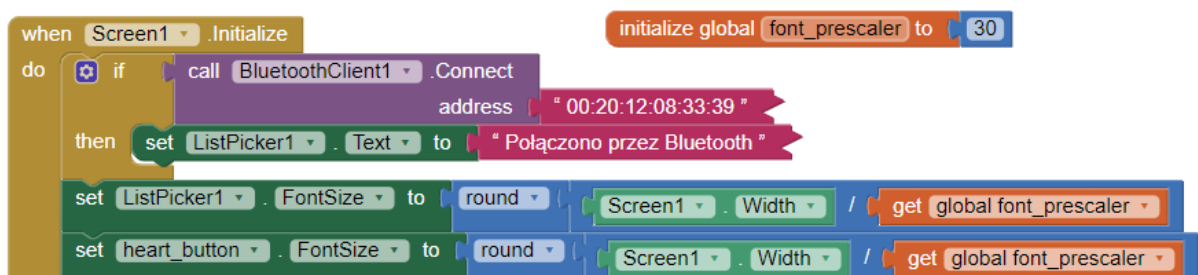 when Screen1 .Initialize
initialize global font_prescaler to 30
do if call BluetoothClient1 .Connect
address " 00:20:12:08:33:39 "
then set ListPicker1 . Text to " Połączono przez Bluetooth "
set ListPicker1 . FontSize to round Screen1 . Width / get global font_prescaler
set heart_button . FontSize to round Screen1 . Width / get global font_prescaler